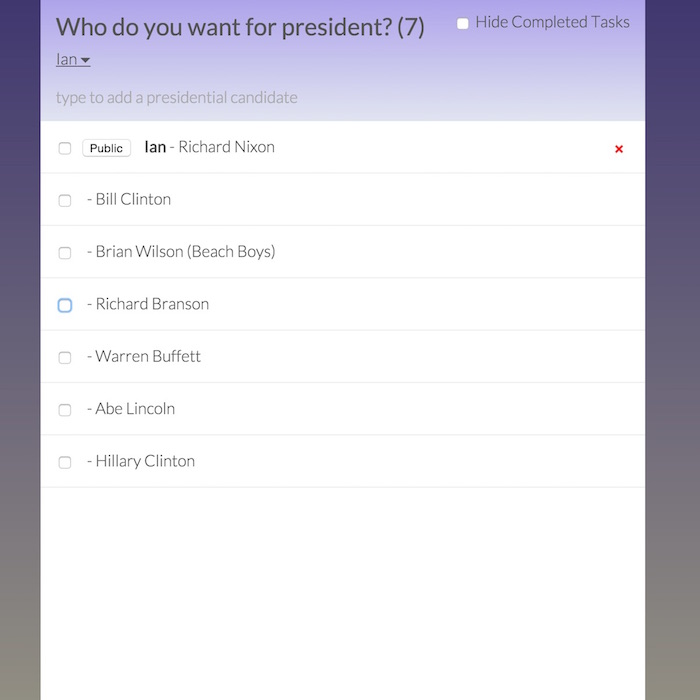 Who do you want for president? (7)
Hide Completed Tasks
Ian
type to add a presidential candidate
Public Ian - Richard Nixon
- Bill Clinton
- Brian Wilson (Beach Boys)
- Richard Branson
- Warren Buffett
- Abe Lincoln
- Hillary Clinton